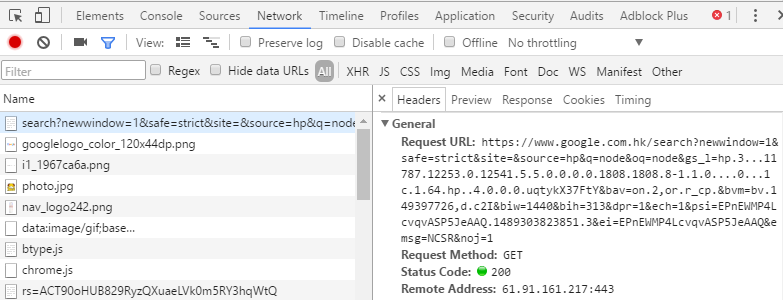 Elements Console Sources Network Timeline Profiles Application Security Audits Adblock Plus 1
View: Preserve log Disable cache Offline No throttling
Filter Regex Hide data URLs All XHR JS CSS Img Media Font Doc WS Manifest Other
Name
search?newwindow=1&safe=strict&site=&source=hp&q=node
googlelogo_color_120x44dp.png
i1_1967ca6a.png
photo.jpg
nav_logo242.png
data:image/gif;base...
btype.js
chrome.js
rs=ACT90oHUB829RyzQXuaeLVk0m5RY3hqWtQ
× Headers Preview Response Cookies Timing
General
Request URL: https://www.google.com.hk/search?newwindow=1&
safe=strict&site=&source=hp&q=node&oq=node&gs_l=hp.3...11
787.12253.0.12541.5.5.0.0.0.0.1808.1808.8-1.1.0....0...1
c.1.64.hp..4.0.0.0.uqtykX37FtY&bav=on.2,or.r_cp.&bvm=bv.1
49397726,d.c2I&biw=1440&bih=313&dpr=1&ech=1&psi=EPnEWMP4L
cvqvASP5JeAAQ.1489303823851.3&ei=EPnEWMP4LcvqvASP5JeAAQ&e
msg=NCSR&noj=1
Request Method: GET
Status Code: 200
Remote Address: 61.91.161.217:443